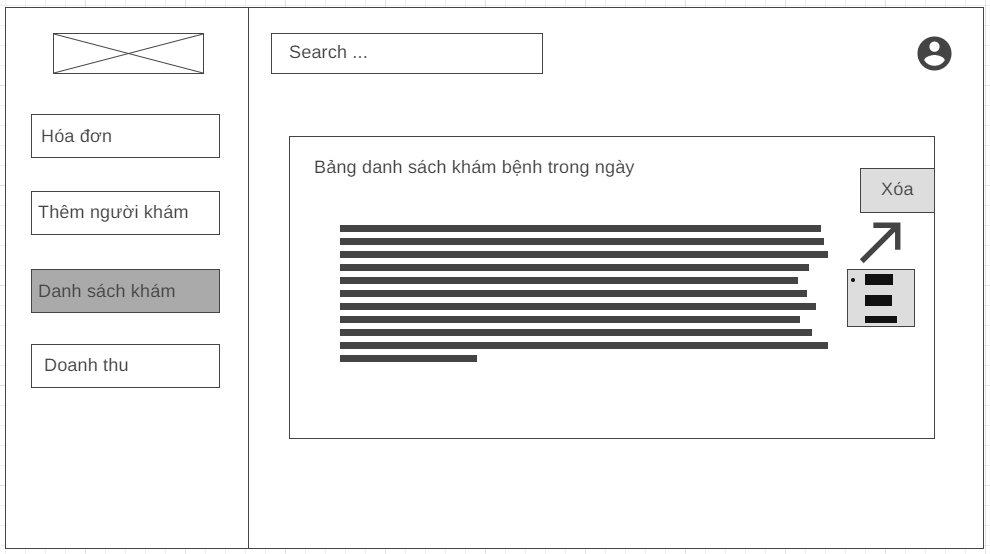 Search ...
Hóa đơn
Thêm người khám
Danh sách khám
Doanh thu
Bảng danh sách khám bệnh trong ngày
Xóa